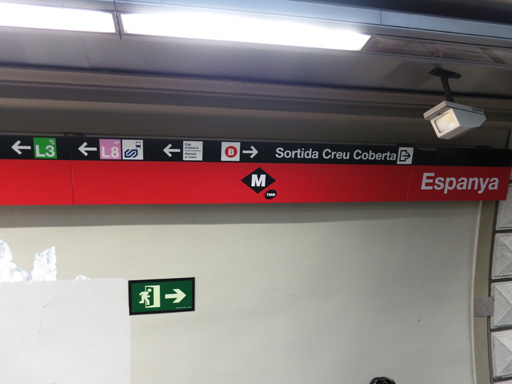 L3
L8
B
Sortida Creu Coberta
M
TMB
Espanya